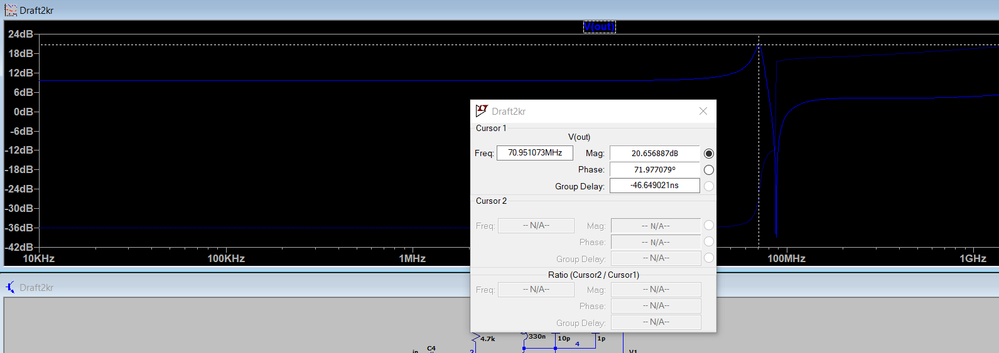 Draft2kr
V(out)
24dB
18dB
12dB
6dB
0dB
-6dB
-12dB
-18dB
-24dB
-30dB
-36dB
-42dB
10KHz 100KHz 1MHz 100MHz 1GHz
Draft2kr
Cursor 1
V(out)
Freq: 70.951073MHz Mag: 20.656887dB
Phase: 71.977079°
Group Delay: -46.649021ns
Cursor 2
Freq: -- N/A-- Mag: -- N/A--
Phase: -- N/A--
Group Delay: -- N/A--
Ratio (Cursor2 / Cursor1)
Freq: -- N/A-- Mag: -- N/A--
Phase: -- N/A--
Group Delay: -- N/A--
Draft2kr
4.7k 330n 10p 1p
4
in C4 2 V1